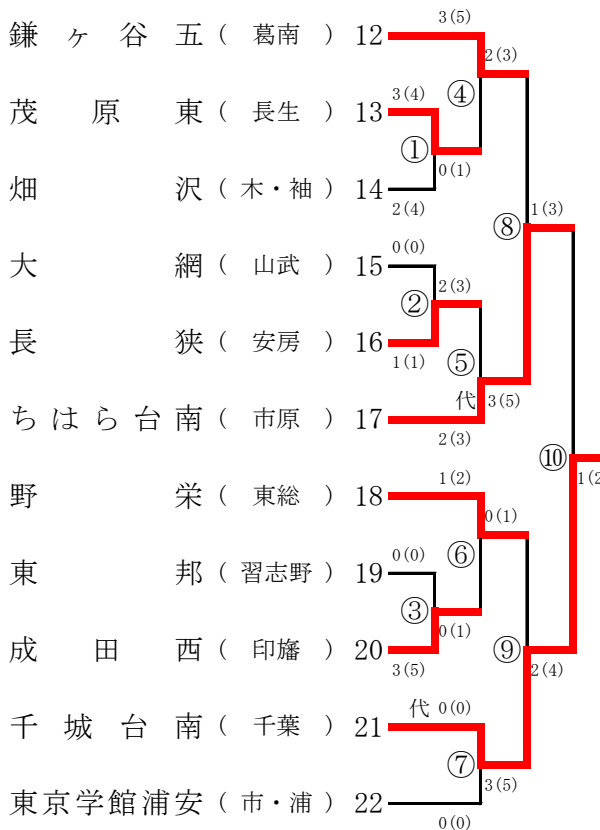 3(5)
鎌ヶ谷五 ( 葛南 ) 12
2(3)
④
3(4)
茂原東 ( 長生 ) 13
①
0(1)
畑沢 ( 木・袖 ) 14
2(4)
1(3)
⑧
0(0)
大網 ( 山武 ) 15
2(3)
②
長狭 ( 安房 ) 16
1(1)
⑤
代 3(5)
ちはら台南 ( 市原 ) 17
2(3)
⑩
1(2
1(2)
野栄 ( 東総 ) 18
0(1)
⑥
0(0)
東邦 ( 習志野 ) 19
③
0(1)
成田西 ( 印旛 ) 20
3(5)
⑨
2(4)
代 0(0)
千城台南 ( 千葉 ) 21
⑦
3(5)
東京学館浦安 ( 市・浦 ) 22
0(0)